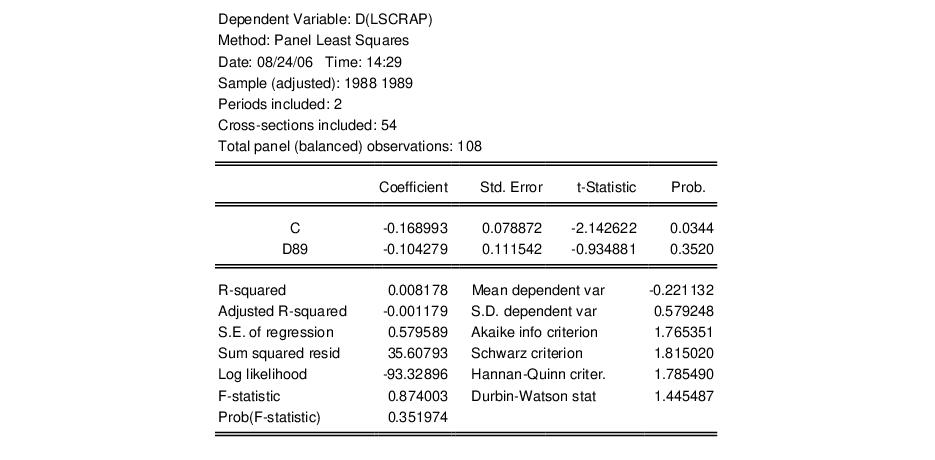 Dependent Variable: D(LSCRAP)
Method: Panel Least Squares
Date: 08/24/06 Time: 14:29
Sample (adjusted): 1988 1989
Periods included: 2
Cross-sections included: 54
Total panel (balanced) observations: 108
Coefficient Std. Error t-Statistic Prob.
C -0.168993 0.078872 -2.142622 0.0344
D89 -0.104279 0.111542 -0.934881 0.3520
R-squared 0.008178 Mean dependent var -0.221132
Adjusted R-squared -0.001179 S.D. dependent var 0.579248
S.E. of regression 0.579589 Akaike info criterion 1.765351
Sum squared resid 35.60793 Schwarz criterion 1.815020
Log likelihood -93.32896 Hannan-Quinn criter. 1.785490
F-statistic 0.874003 Durbin-Watson stat 1.445487
Prob(F-statistic) 0.351974